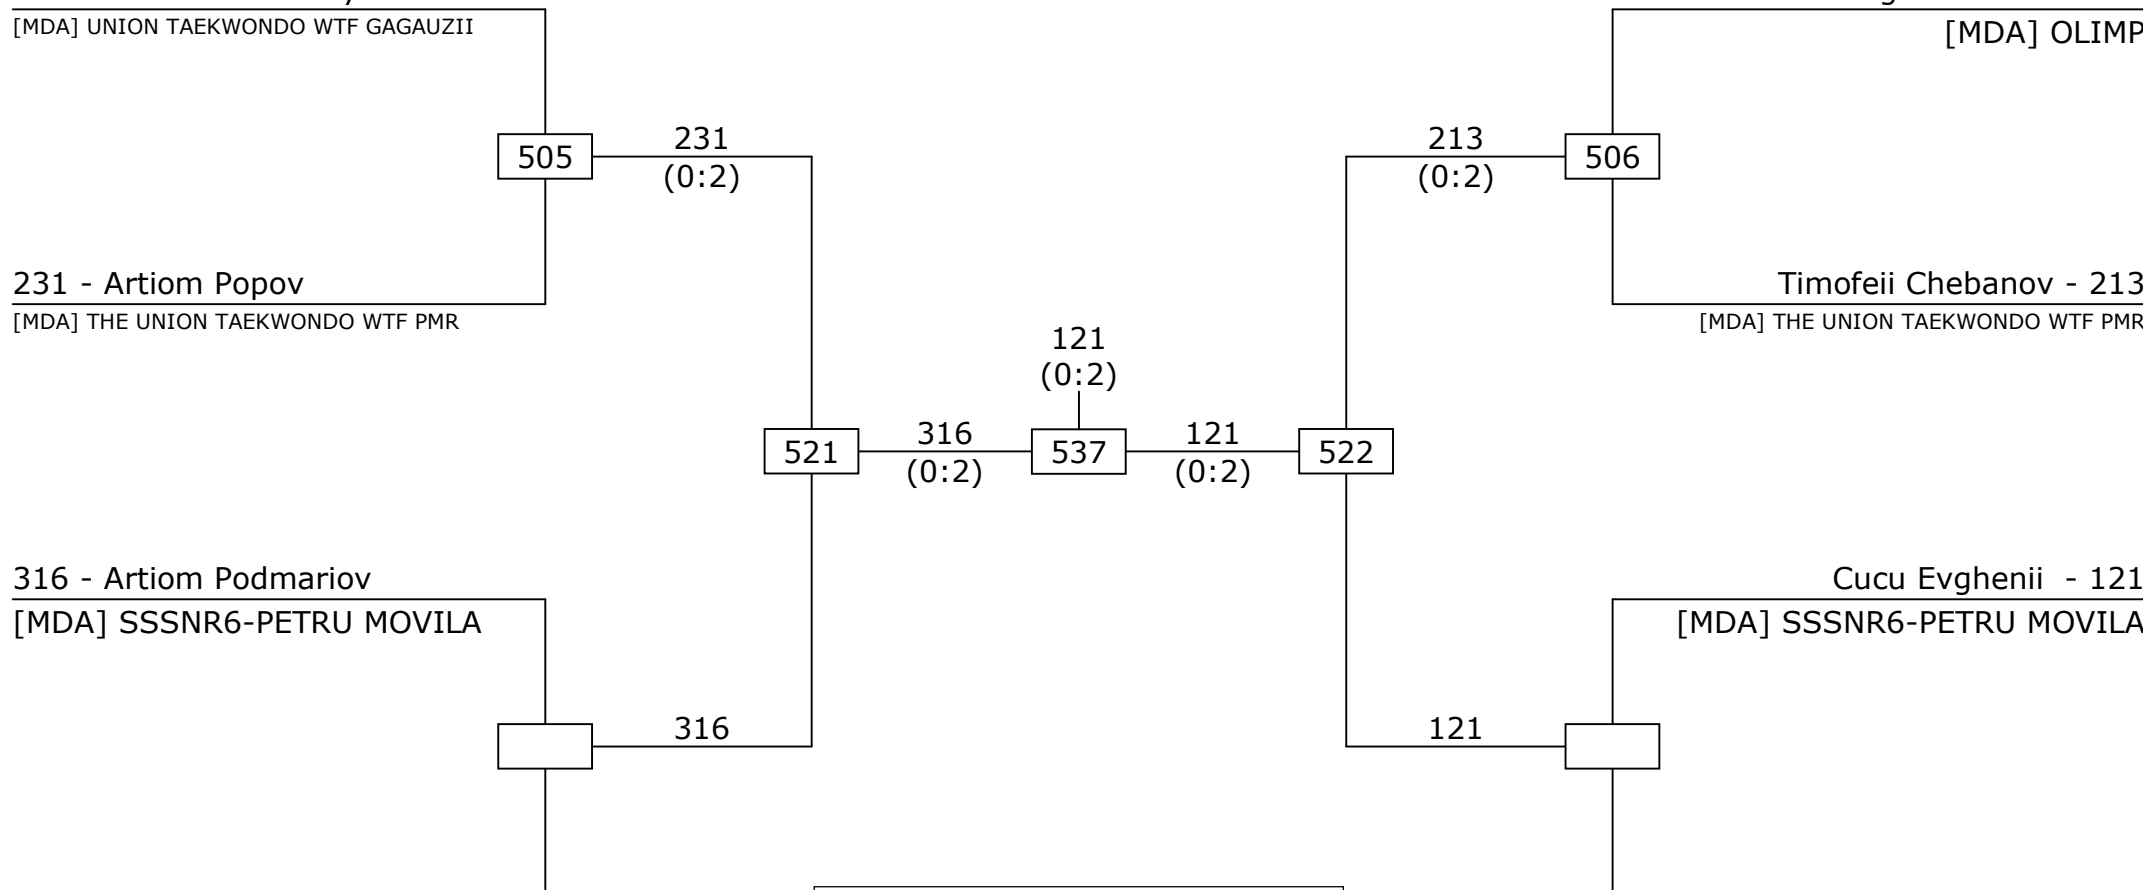 [MDA] UNION TAEKWONDO WTF GAGAUZII
[MDA] OLIMP
231
(0:2)
505
213
(0:2)
506
231 - Artiom Popov
[MDA] THE UNION TAEKWONDO WTF PMR
Timofeii Chebanov - 213
[MDA] THE UNION TAEKWONDO WTF PMR
121
(0:2)
521
316
(0:2)
537
121
(0:2)
522
316 - Artiom Podmariov
[MDA] SSSNR6-PETRU MOVILA
Cucu Evghenii - 121
[MDA] SSSNR6-PETRU MOVILA
316
121